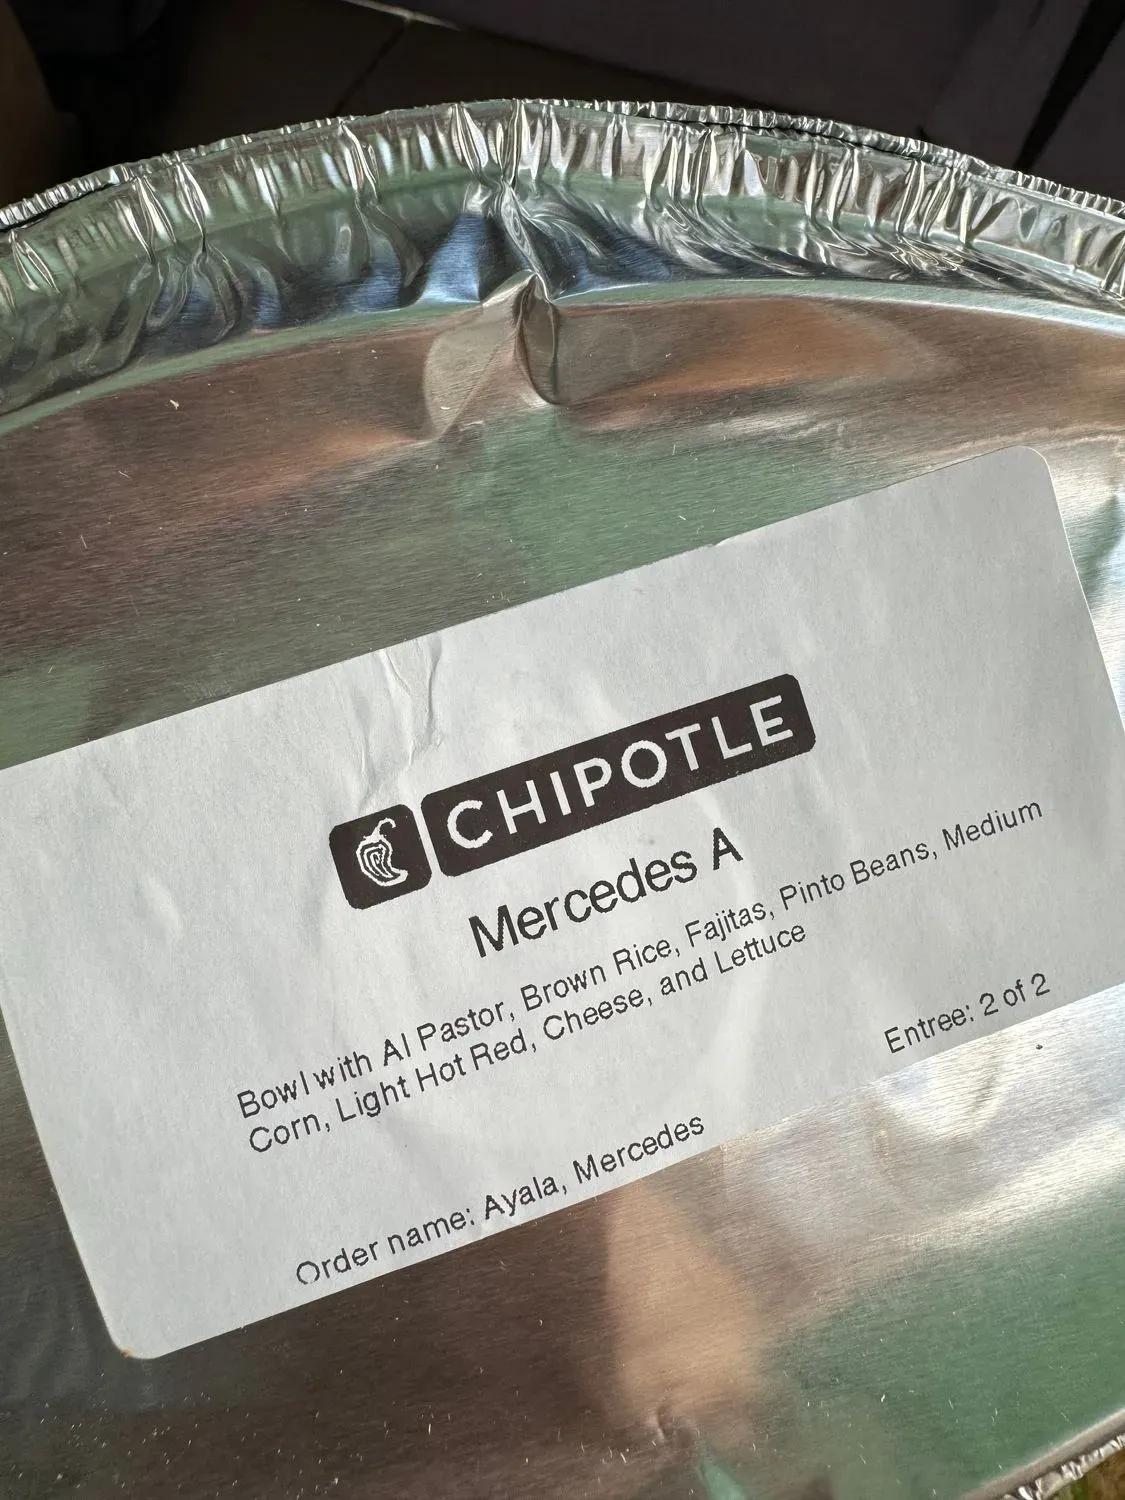 CHIPOTLE
Mercedes A
Bowl with Al Pastor, Brown Rice, Fajitas, Pinto Beans, Medium
Corn, Light Hot Red, Cheese, and Lettuce
Entree: 2 of 2
Order name: Ayala, Mercedes